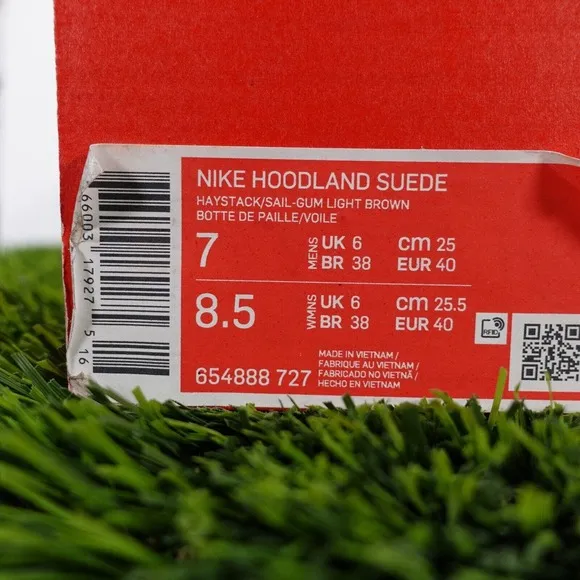 NIKE HOODLAND SUEDE
HAYSTACK/SAIL-GUM LIGHT BROWN
BOTTE DE PAILLE/VOILE
7 MENS UK 6 cm 25
BR 38 EUR 40
8.5 WMNS UK 6 cm 25.5
BR 38 EUR 40
RFID
654888 727
MADE IN VIETNAM /
FABRIQUÉ AU VIETNAM /
FABRICADO NO VIETNÃ /
HECHO EN VIETNAM
66003 17927 5 16